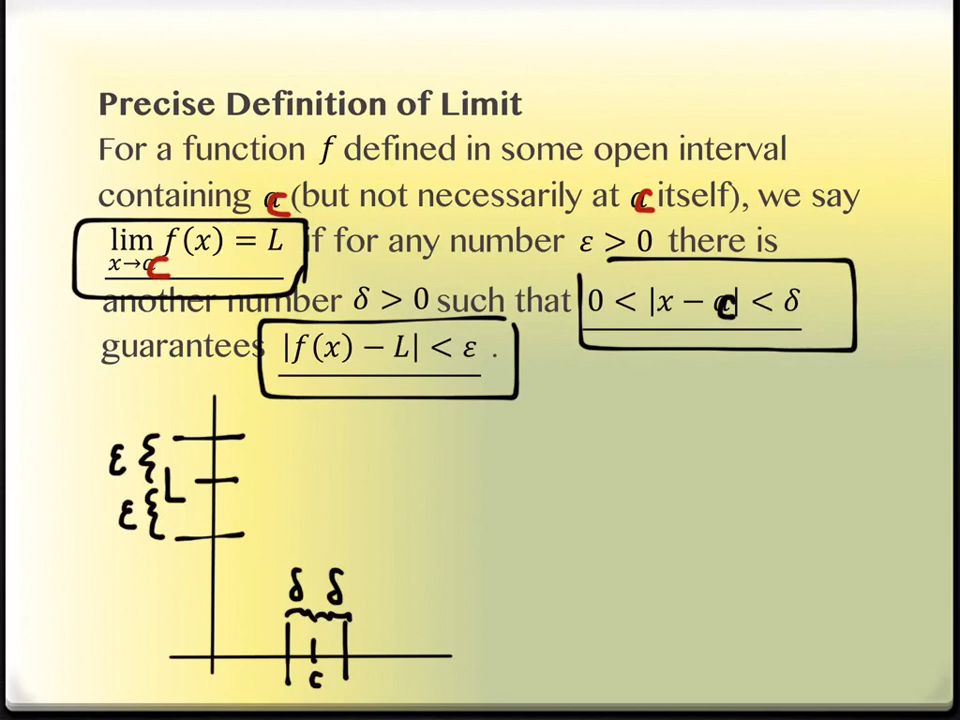 Precise Definition of Limit
For a function f defined in some open interval
containing c (but not necessarily at c itself), we say
lim f(x) = L if for any number ε > 0 there is
x→c
another number δ > 0 such that 0 < |x − c| < δ
guarantees |f(x) − L| < ε .
ε
L
ε
δ δ
c